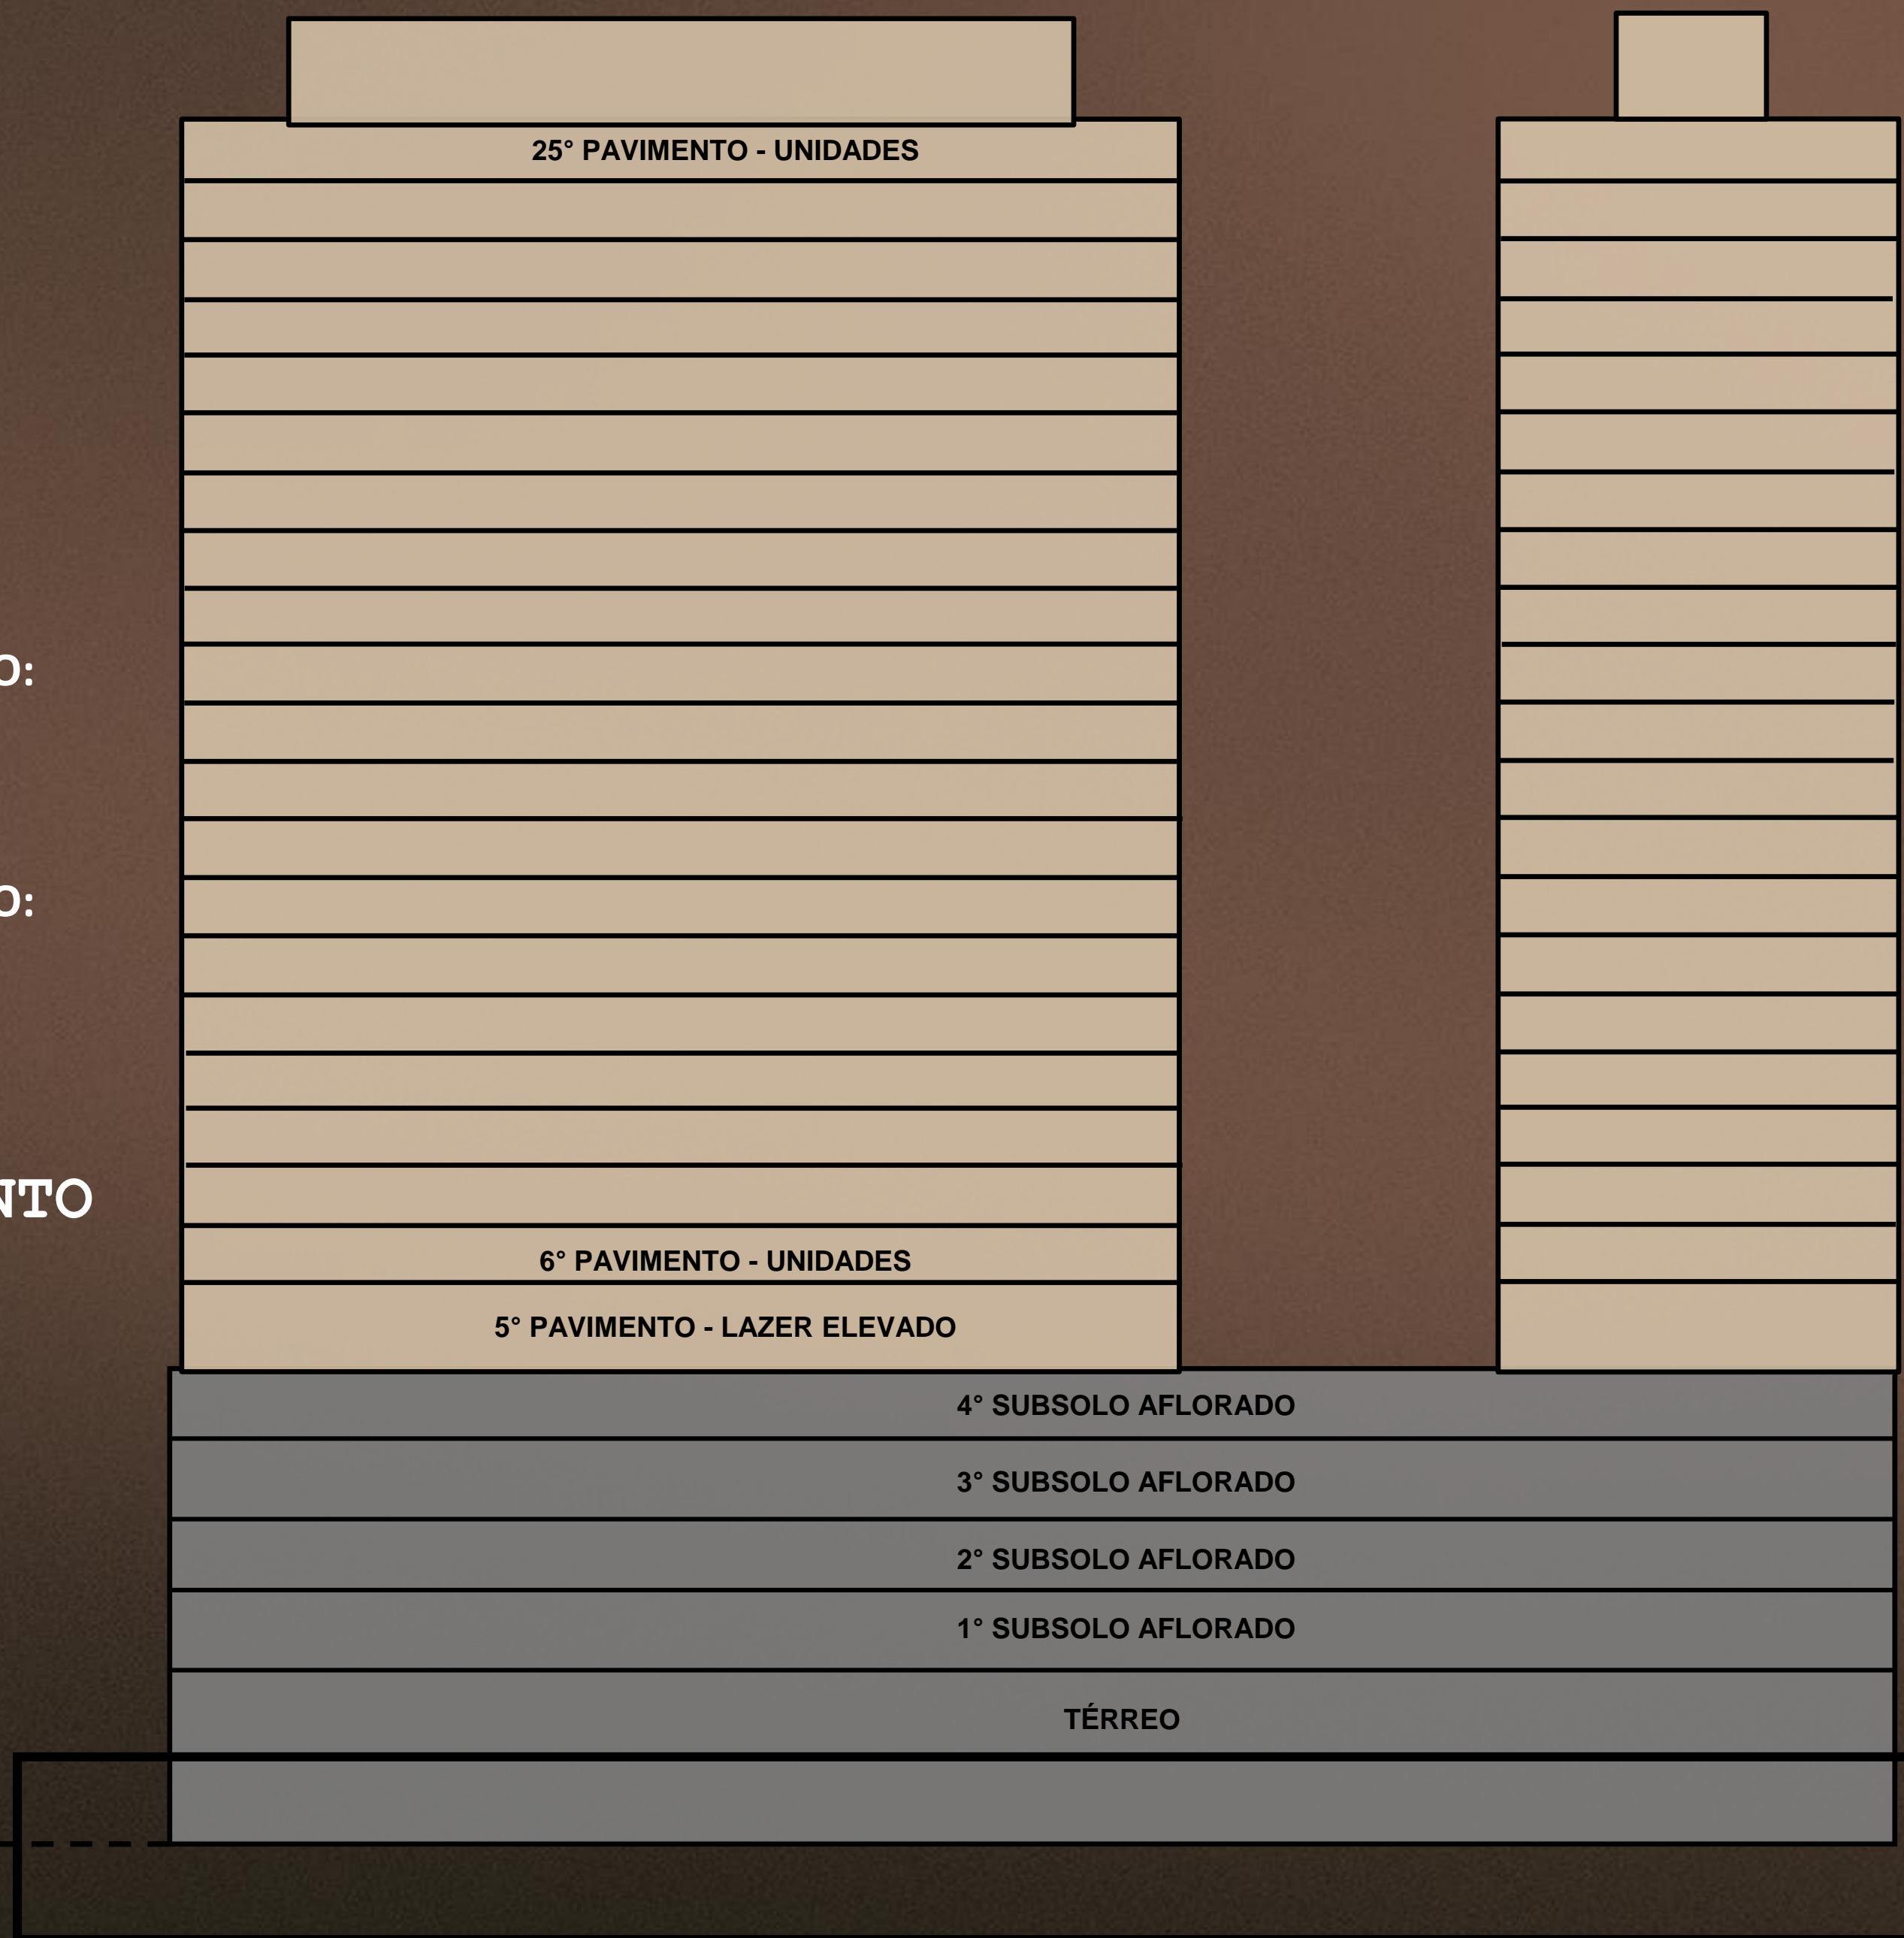 25° PAVIMENTO - UNIDADES
O:
O:
NTO
6° PAVIMENTO - UNIDADES
5° PAVIMENTO - LAZER ELEVADO
4° SUBSOLO AFLORADO
3° SUBSOLO AFLORADO
2° SUBSOLO AFLORADO
1° SUBSOLO AFLORADO
TÉRREO